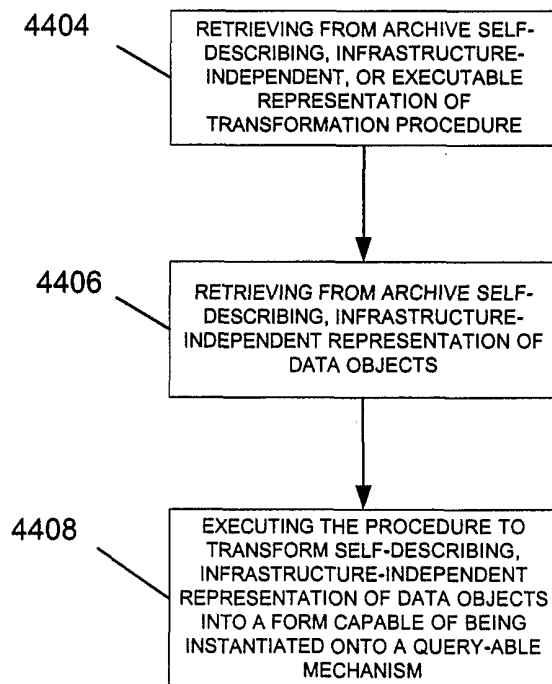 4404
RETRIEVING FROM ARCHIVE SELF-
DESCRIBING, INFRASTRUCTURE-
INDEPENDENT, OR EXECUTABLE
REPRESENTATION OF
TRANSFORMATION PROCEDURE
4406
RETRIEVING FROM ARCHIVE SELF-
DESCRIBING, INFRASTRUCTURE-
INDEPENDENT REPRESENTATION OF
DATA OBJECTS
4408
EXECUTING THE PROCEDURE TO
TRANSFORM SELF-DESCRIBING,
INFRASTRUCTURE-INDEPENDENT
REPRESENTATION OF DATA OBJECTS
INTO A FORM CAPABLE OF BEING
INSTANTIATED ONTO A QUERY-ABLE
MECHANISM